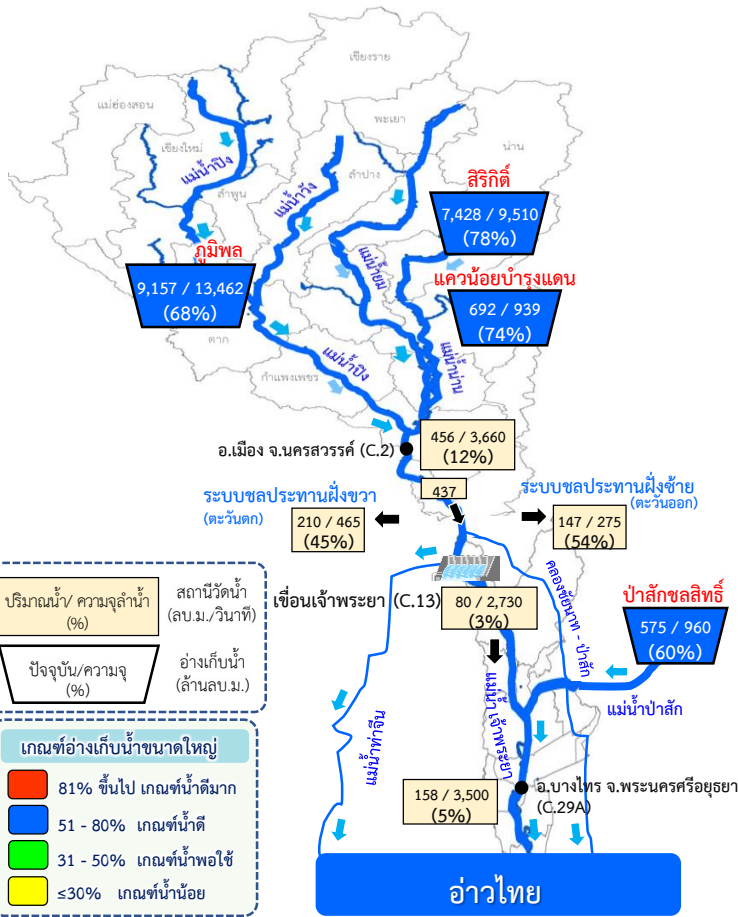 เชียงราย
แม่ฮ่องสอน
พะเยา
น่าน
เชียงใหม่
แม่น้ำปิง
ลำพูน
แม่น้ำวัง
ลำปาง
สิริกิติ์
7,428 / 9,510
(78%)
ภูมิพล
9,157 / 13,462
(68%)
แม่น้ำยม
แควน้อยบำรุงแดน
692 / 939
(74%)
ตาก
กำแพงเพชร
แม่น้ำปิง
แม่น้ำน่าน
อ.เมือง จ.นครสวรรค์ (C.2)
456 / 3,660
(12%)
437
ระบบชลประทานฝั่งขวา
(ตะวันตก)
210 / 465
(45%)
ระบบชลประทานฝั่งซ้าย
(ตะวันออก)
147 / 275
(54%)
เขื่อนเจ้าพระยา (C.13)
80 / 2,730
(3%)
คลองชัยนาท - ป่าสัก
ป่าสักชลสิทธิ์
575 / 960
(60%)
แม่น้ำป่าสัก
แม่น้ำเจ้าพระยา
แม่น้ำท่าจีน
อ.บางไทร จ.พระนครศรีอยุธยา
(C.29A)
158 / 3,500
(5%)
ปริมาณน้ำ/ ความจุลำน้ำ
(%)
สถานีวัดน้ำ
(ลบ.ม./วินาที)
ปัจจุบัน/ความจุ
(%)
อ่างเก็บน้ำ
(ล้านลบ.ม.)
เกณฑ์อ่างเก็บน้ำขนาดใหญ่
81% ขึ้นไป เกณฑ์น้ำดีมาก
51 - 80% เกณฑ์น้ำดี
31 - 50% เกณฑ์น้ำพอใช้
≤30% เกณฑ์น้ำน้อย
อ่าวไทย